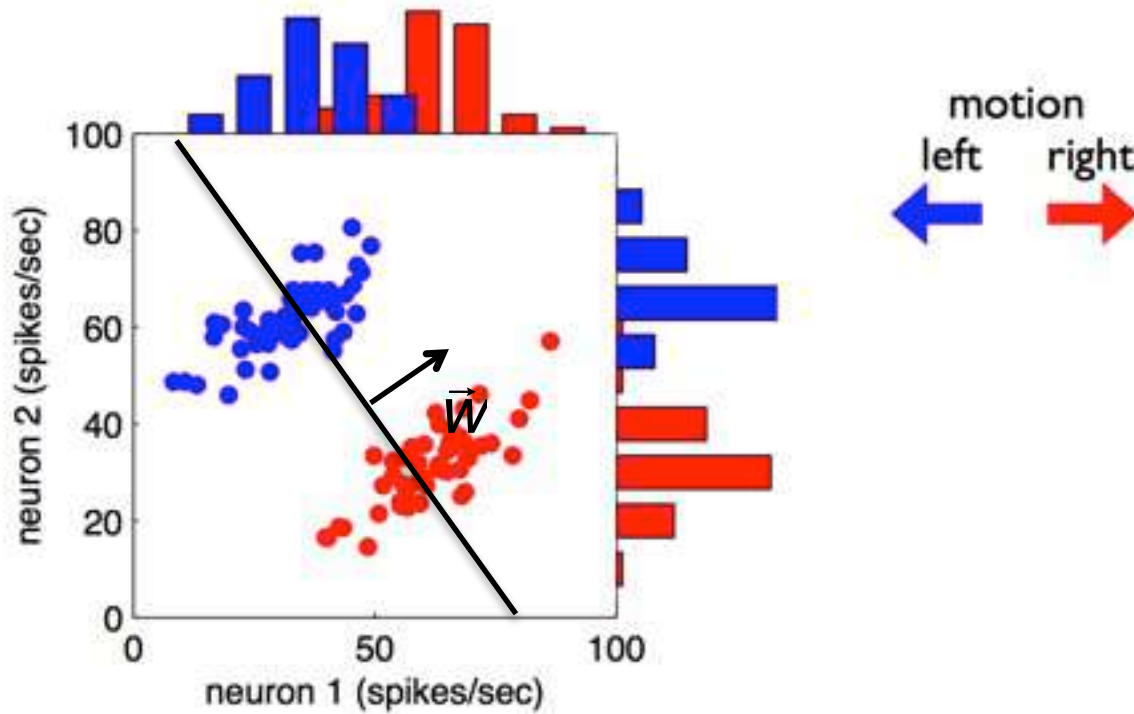 motion
left right
100
80
60
40
20
0
neuron 2 (spikes/sec)
w
0 50 100
neuron 1 (spikes/sec)